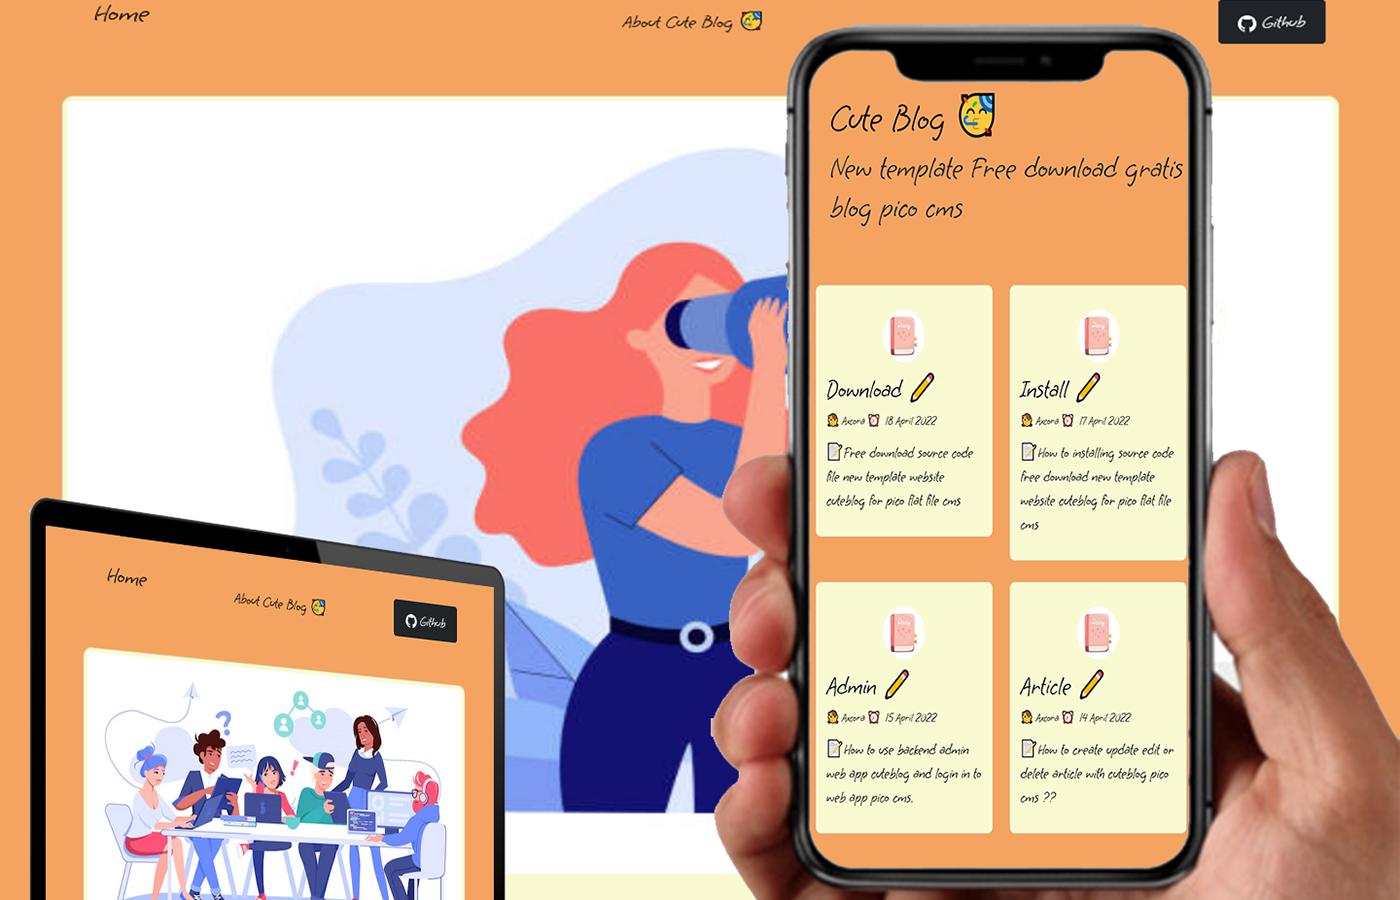 Home
About Cute Blog 🥳
Github
Cute Blog 🥳
New template Free download gratis
blog pico cms
Download ✏️
Axcora ⏰ 18 April 2022
📝Free download source code
file new template website
cuteblog for pico flat file cms
Install ✏️
Axcora ⏰ 17 April 2022
📝How to installing source code
free download new template
website cuteblog for pico flat file
cms
Admin ✏️
Axcora ⏰ 15 April 2022
📝How to use backend admin
web app cuteblog and login in to
web app pico cms.
Article ✏️
Axcora ⏰ 14 April 2022
📝How to create update edit or
delete article with cuteblog pico
cms ??
Home
About Cute Blog 🥳
Github